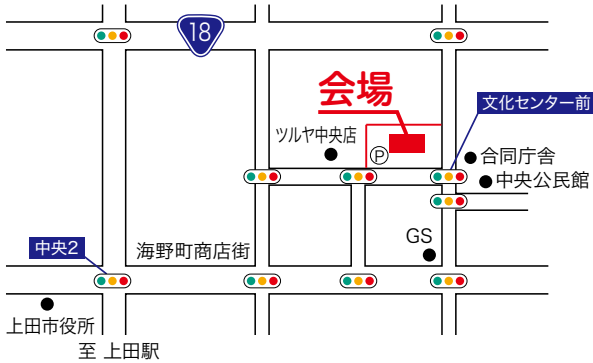 18
会場
文化センター前
ツルヤ中央店
P
合同庁舎
中央公民館
GS
中央2
海野町商店街
上田市役所
至 上田駅